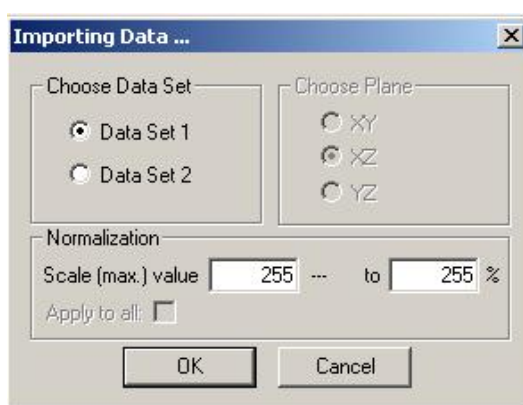 Importing Data ...
Choose Data Set
Data Set 1
Data Set 2
Choose Plane
XY
XZ
YZ
Normalization
Scale (max.) value 255 --- to 255 %
Apply to all:
OK Cancel